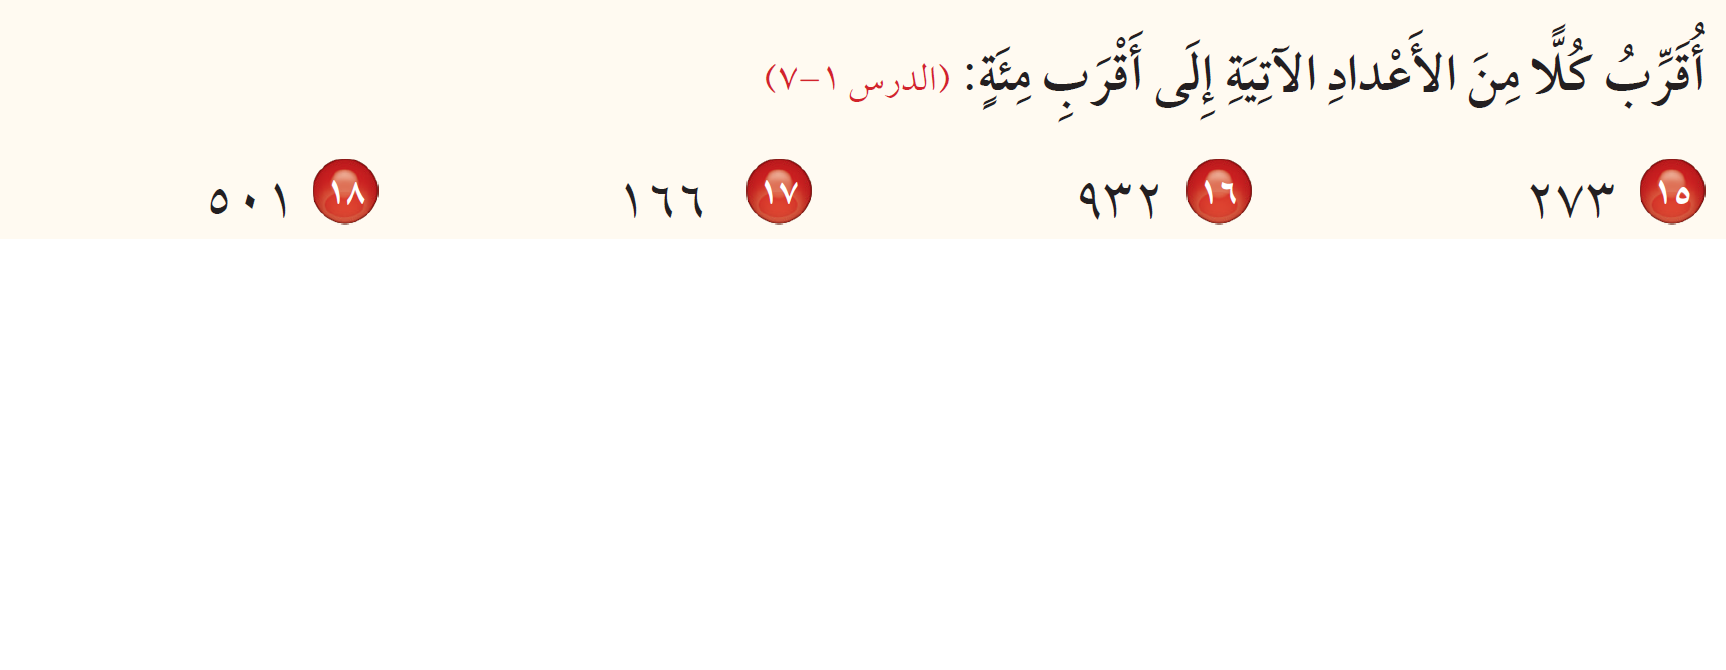 أُقَرِّبُ كُلًّا مِنَ الأَعْدادِ الآتِيَةِ إِلَى أَقْرَبِ مِئَةٍ: (الدرس ١–٧)
١٥ ٢٧٣ ١٦ ٩٣٢ ١٧ ١٦٦ ١٨ ٥٠١